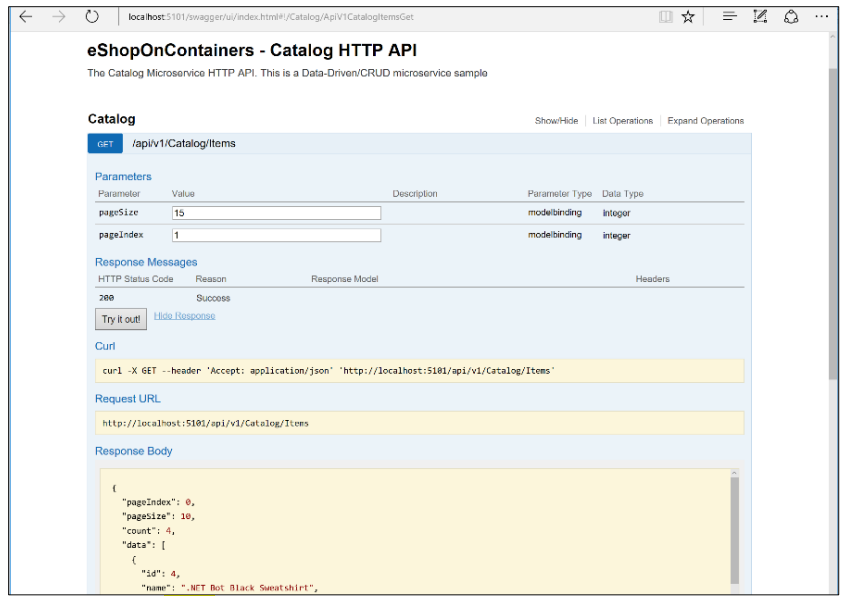 localhost:5101/swagger/ui/index.html#!/Catalog/ApiV1CatalogItemsGet
eShopOnContainers - Catalog HTTP API
The Catalog Microservice HTTP API. This is a Data-Driven/CRUD microservice sample
Catalog Show/Hide List Operations Expand Operations
GET /api/v1/Catalog/Items
Parameters
Parameter Value Description Parameter Type Data Type
pageSize 15 modelbinding integer
pageIndex 1 modelbinding integer
Response Messages
HTTP Status Code Reason Response Model Headers
200 Success
Try it out! Hide Response
Curl
curl -X GET --header 'Accept: application/json' 'http://localhost:5101/api/v1/Catalog/Items'
Request URL
http://localhost:5101/api/v1/Catalog/Items
Response Body
{
"pageIndex": 0,
"pageSize": 10,
"count": 4,
"data": [
{
"id": 4,
"name": ".NET Bot Black Sweatshirt",